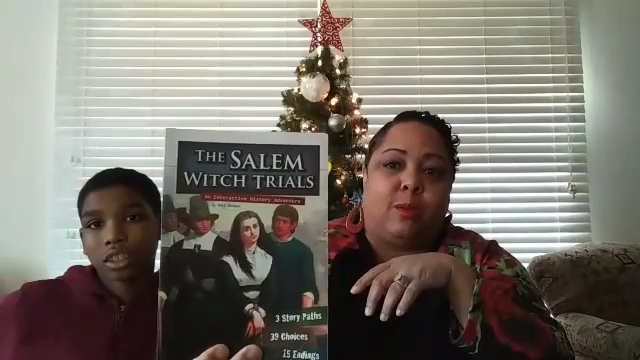 THE SALEM
WITCH TRIALS
An Interactive History Adventure
3 Story Paths
39 Choices
15 Endings